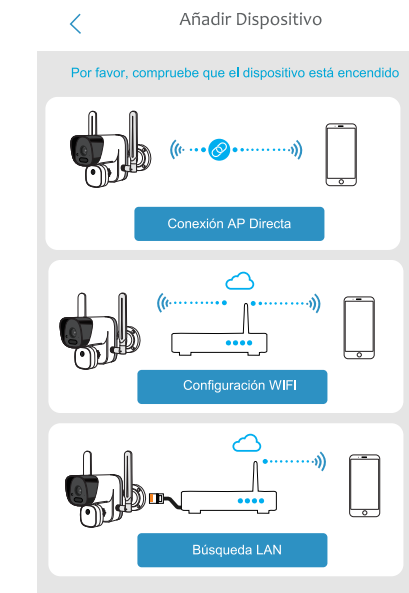 Añadir Dispositivo
Por favor, compruebe que el dispositivo está encendido
Conexión AP Directa
Configuración WIFI
Búsqueda LAN